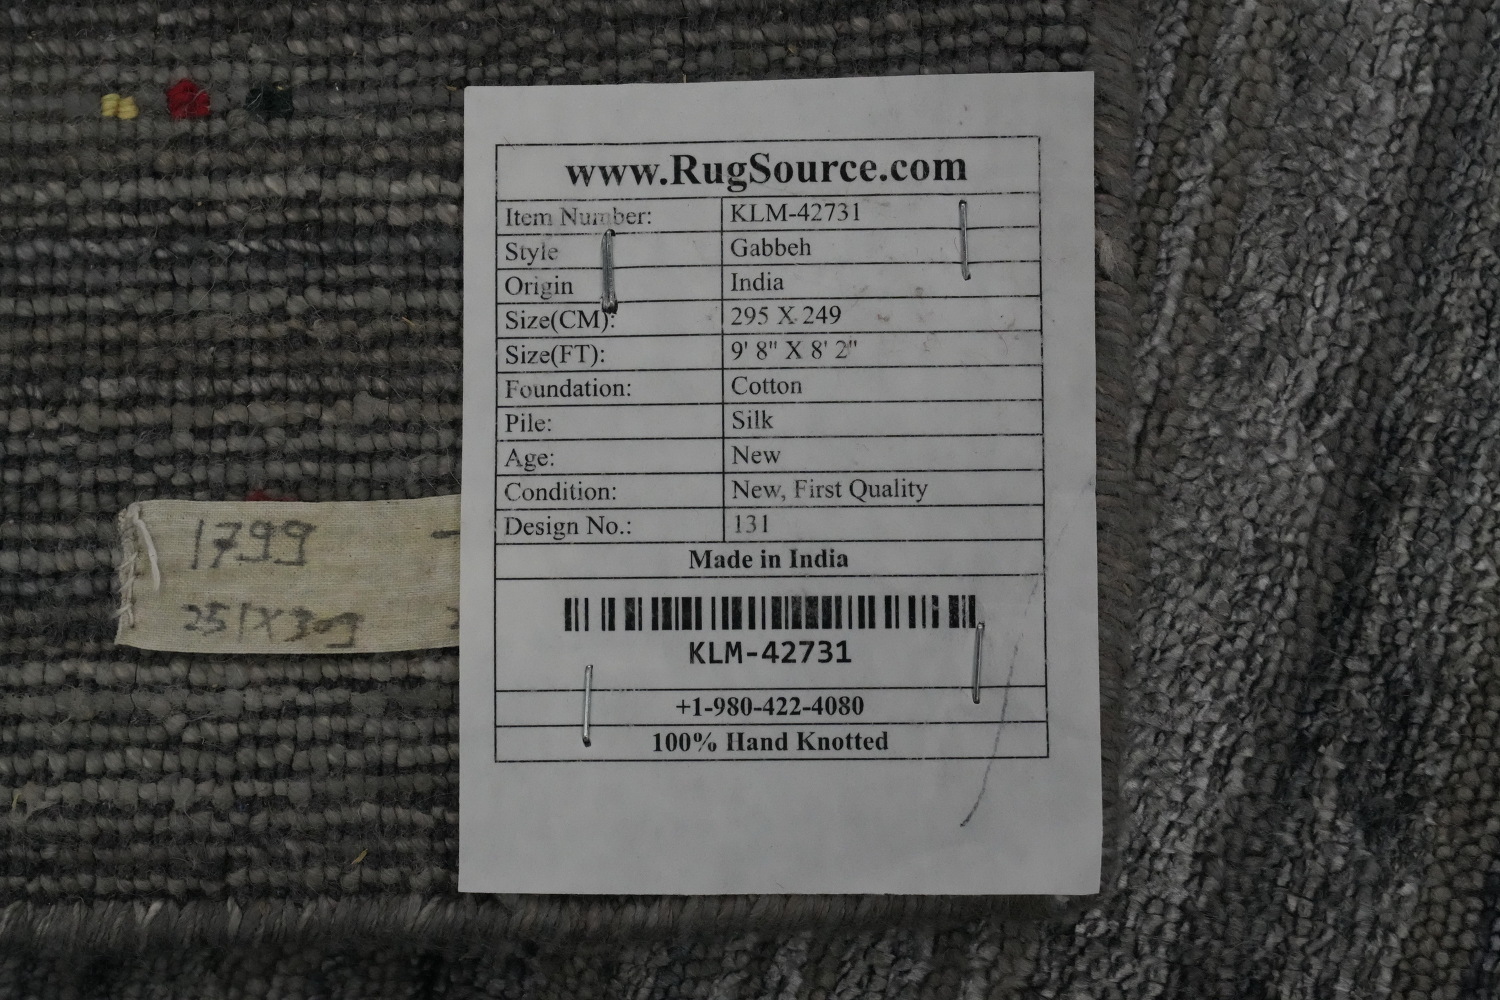 www.RugSource.com
Item Number: KLM-42731
Style Gabbeh
Origin India
Size(CM): 295 X 249
Size(FT): 9' 8" X 8' 2"
Foundation: Cotton
Pile: Silk
Age: New
Condition: New, First Quality
Design No.: 131
Made in India
KLM-42731
+1-980-422-4080
100% Hand Knotted
1799
251X309